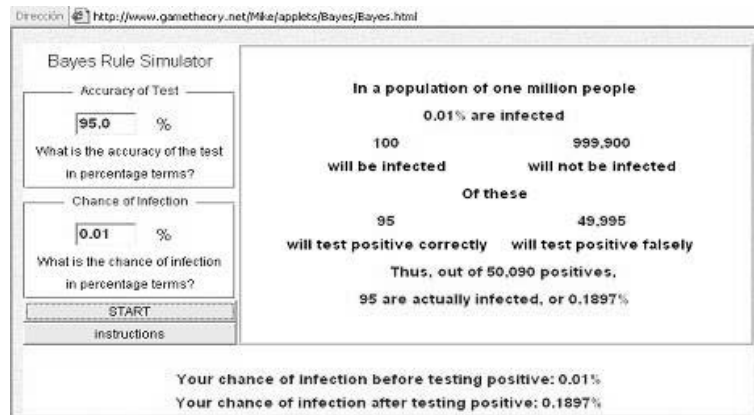 Dirección http://www.gametheory.net/Mike/applets/Bayes/Bayes.html
Bayes Rule Simulator
Accuracy of Test
95.0 %
What is the accuracy of the test
in percentage terms?
Chance of Infection
0.01 %
What is the chance of infection
in percentage terms?
START
instructions
In a population of one million people
0.01% are infected
100 999,900
will be infected will not be infected
Of these
95 49,995
will test positive correctly will test positive falsely
Thus, out of 50,090 positives,
95 are actually infected, or 0.1897%
Your chance of infection before testing positive: 0.01%
Your chance of infection after testing positive: 0.1897%